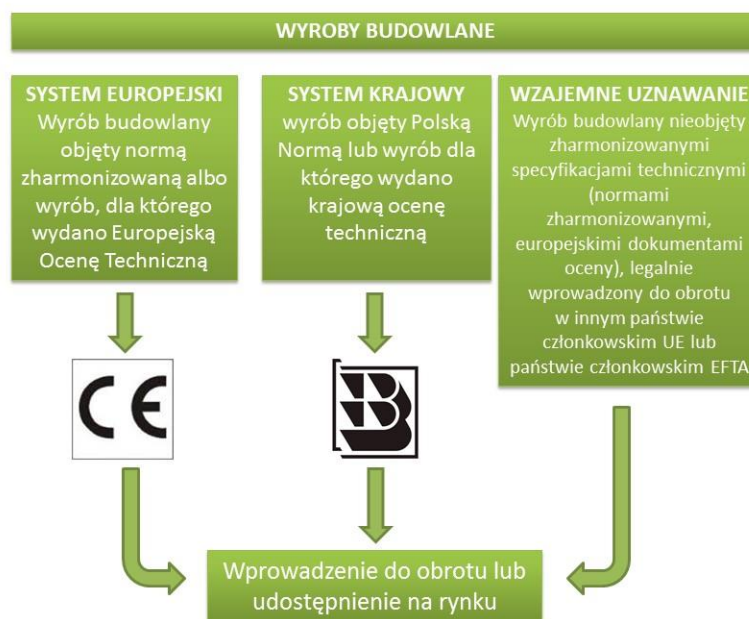 WYROBY BUDOWLANE
SYSTEM EUROPEJSKI
Wyrób budowlany
objęty normą
zharmonizowaną albo
wyrób, dla którego
wydano Europejską
Ocenę Techniczną
SYSTEM KRAJOWY
wyrób objęty Polską
Normą lub wyrób dla
którego wydano
krajową ocenę
techniczną
WZAJEMNE UZNAWANIE
Wyrób budowlany nieobjęty
zharmonizowanymi
specyfikacjami technicznymi
(normami
zharmonizowanymi,
europejskimi dokumentami
oceny), legalnie
wprowadzony do obrotu
w innym państwie
członkowskim UE lub
państwie członkowskim EFTA
CE
B
Wprowadzenie do obrotu lub
udostępnienie na rynku